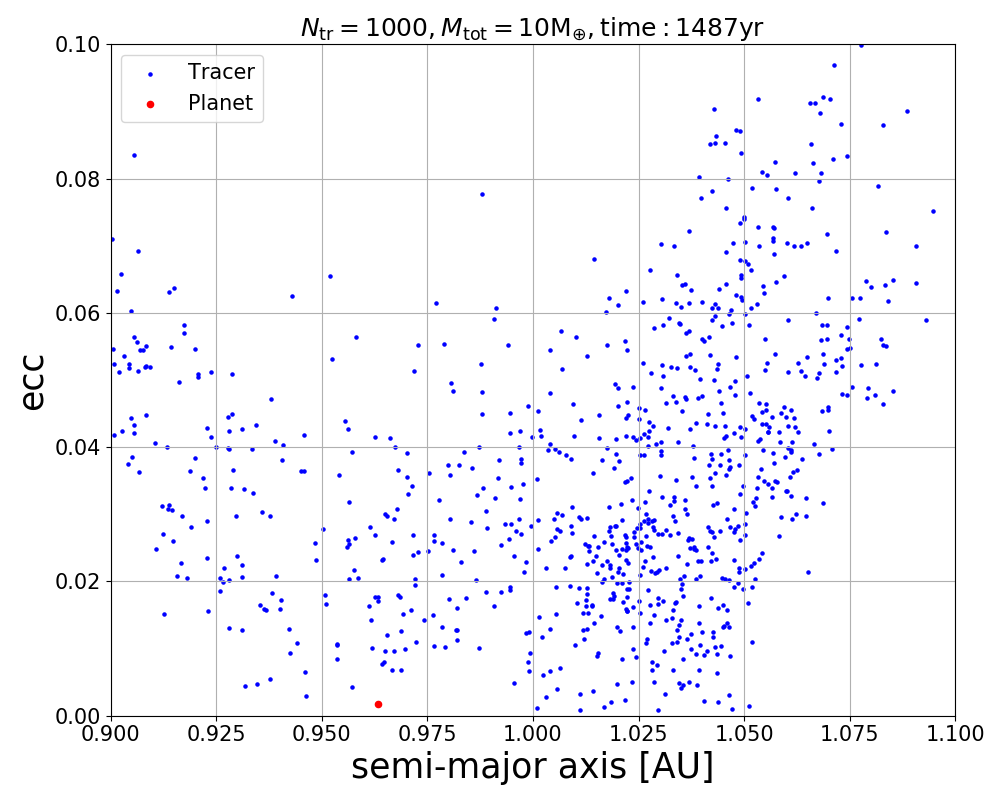 N_tr = 1000, M_tot = 10M_⊕, time : 1487yr
0.10
Tracer
Planet
0.08
0.06
ecc
0.04
0.02
0.00
0.900 0.925 0.950 0.975 1.000 1.025 1.050 1.075 1.100
semi-major axis [AU]